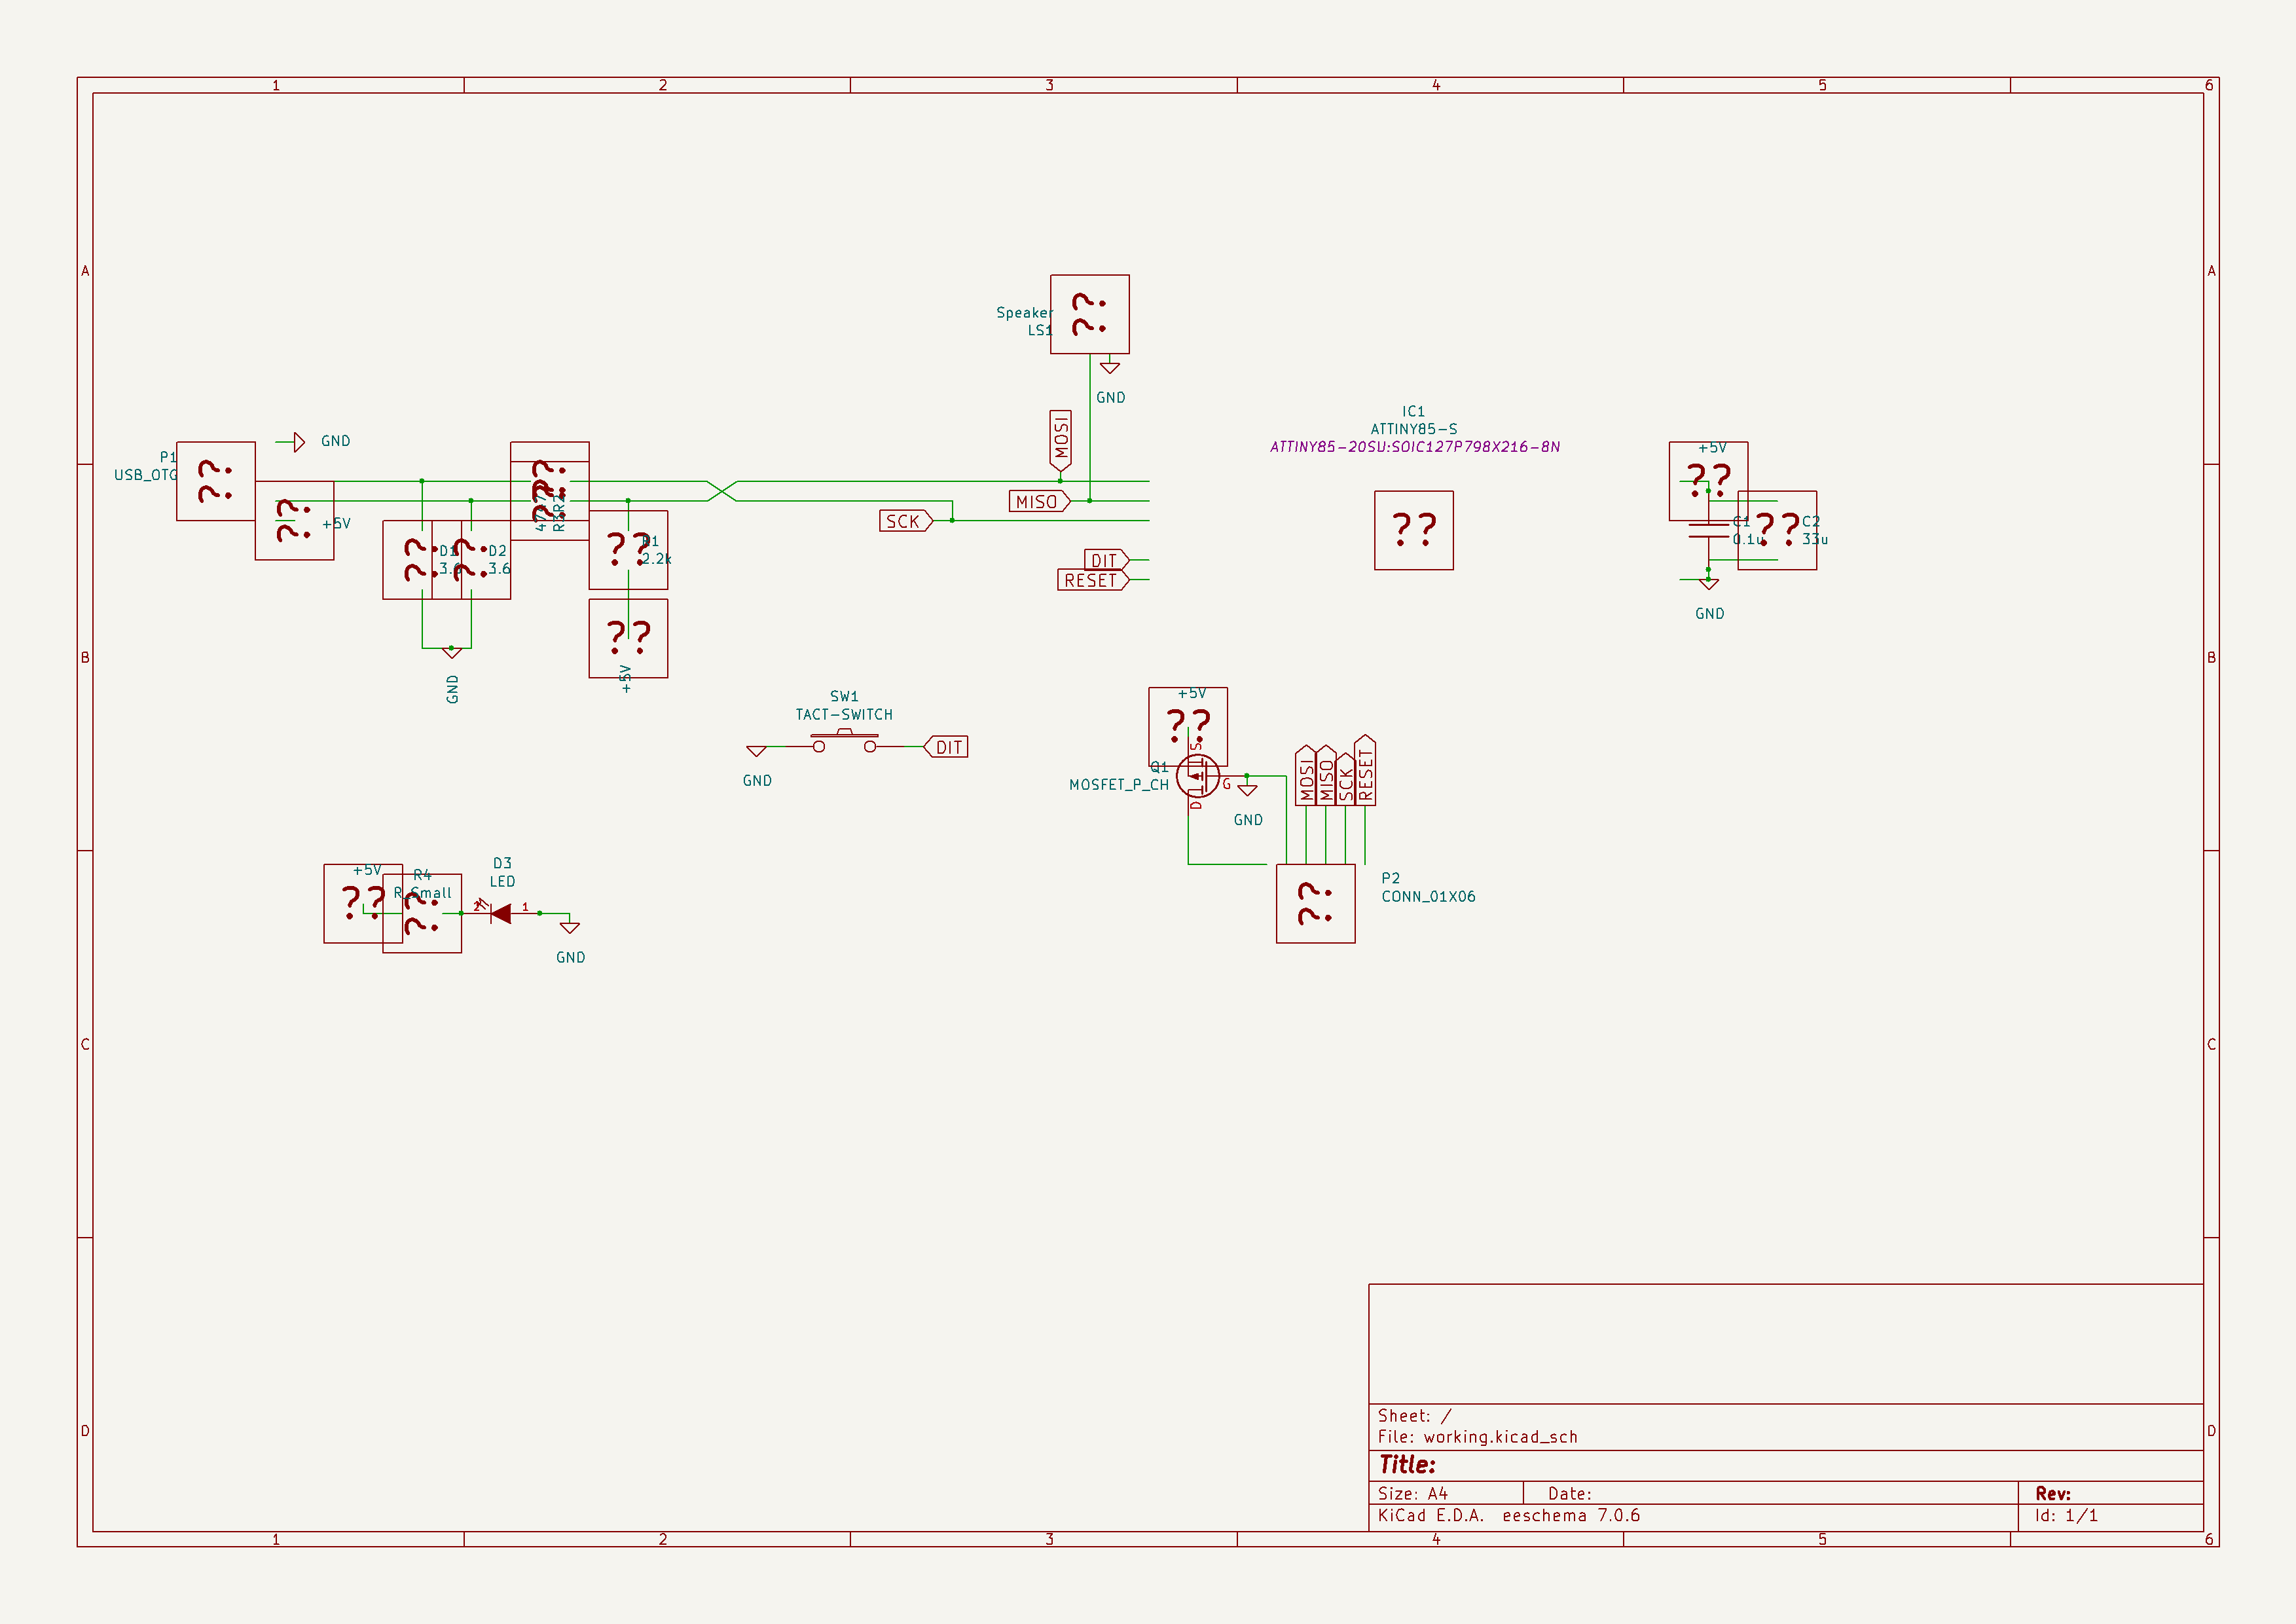 1 2 3 4 5 6
A A
Speaker
LS1
??
GND
MOSI
IC1
ATTINY85-S
ATTINY85-20SU:SOIC127P798X216-8N
GND
P1
USB_OTG
??
??
+5V
??
R3
R2
MISO
SCK
DIT
RESET
??
+5V
??
C1
0.1u
??
C2
33u
GND
??
D1
??
D2
3.6
??
R1
2.2k
??
+5V
GND
B B
SW1
TACT-SWITCH
DIT
GND
+5V
??
S
Q1
MOSFET_P_CH
G
D
GND
MOSI
MISO
SCK
RESET
+5V
??
R4
R_Small
??
D3
LED
2
1
GND
??
P2
CONN_01X06
C C
D D
Sheet: /
File: working.kicad_sch
Title:
Size: A4
Date:
Rev:
KiCad E.D.A. eeschema 7.0.6
Id: 1/1
1 2 3 4 5 6